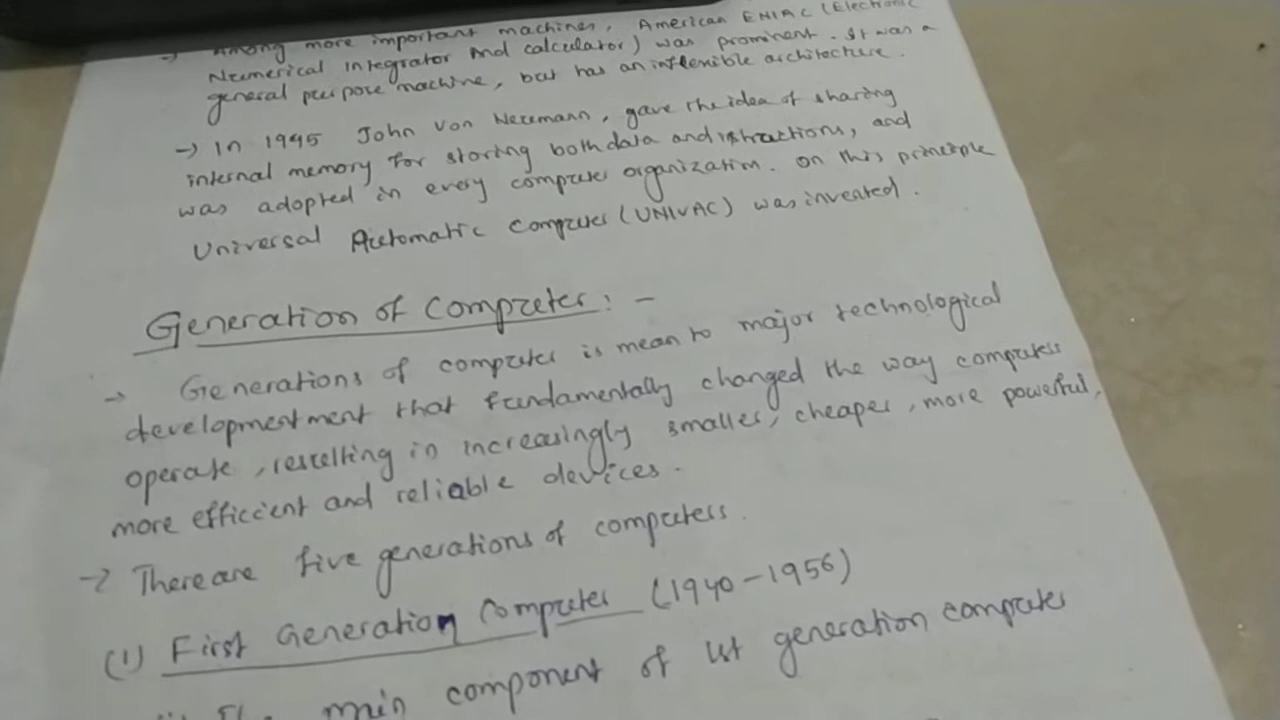 → Among more important machines, American ENIAC (Electronic
Neumerical Integrator And calculator) was prominent. It was a
general purpose machine, but has an inflexible architecture.
→ In 1945 John Von Neumann, gave the idea of sharing
internal memory for storing both data and istractions, and
was adopted in every computer organization. On this principle
Universal Automatic Computer (UNIVAC) was invented.
Generation of Computer: -
→ Generations of computer is mean to major technological
developmentment that fundamentally changed the way computers
operate, resulting in increasingly smaller, cheaper, more powerful,
more efficient and reliable devices.
→ There are five generations of computers.
(1) First Generation Computer (1940-1956)
main component of 1st generation computer